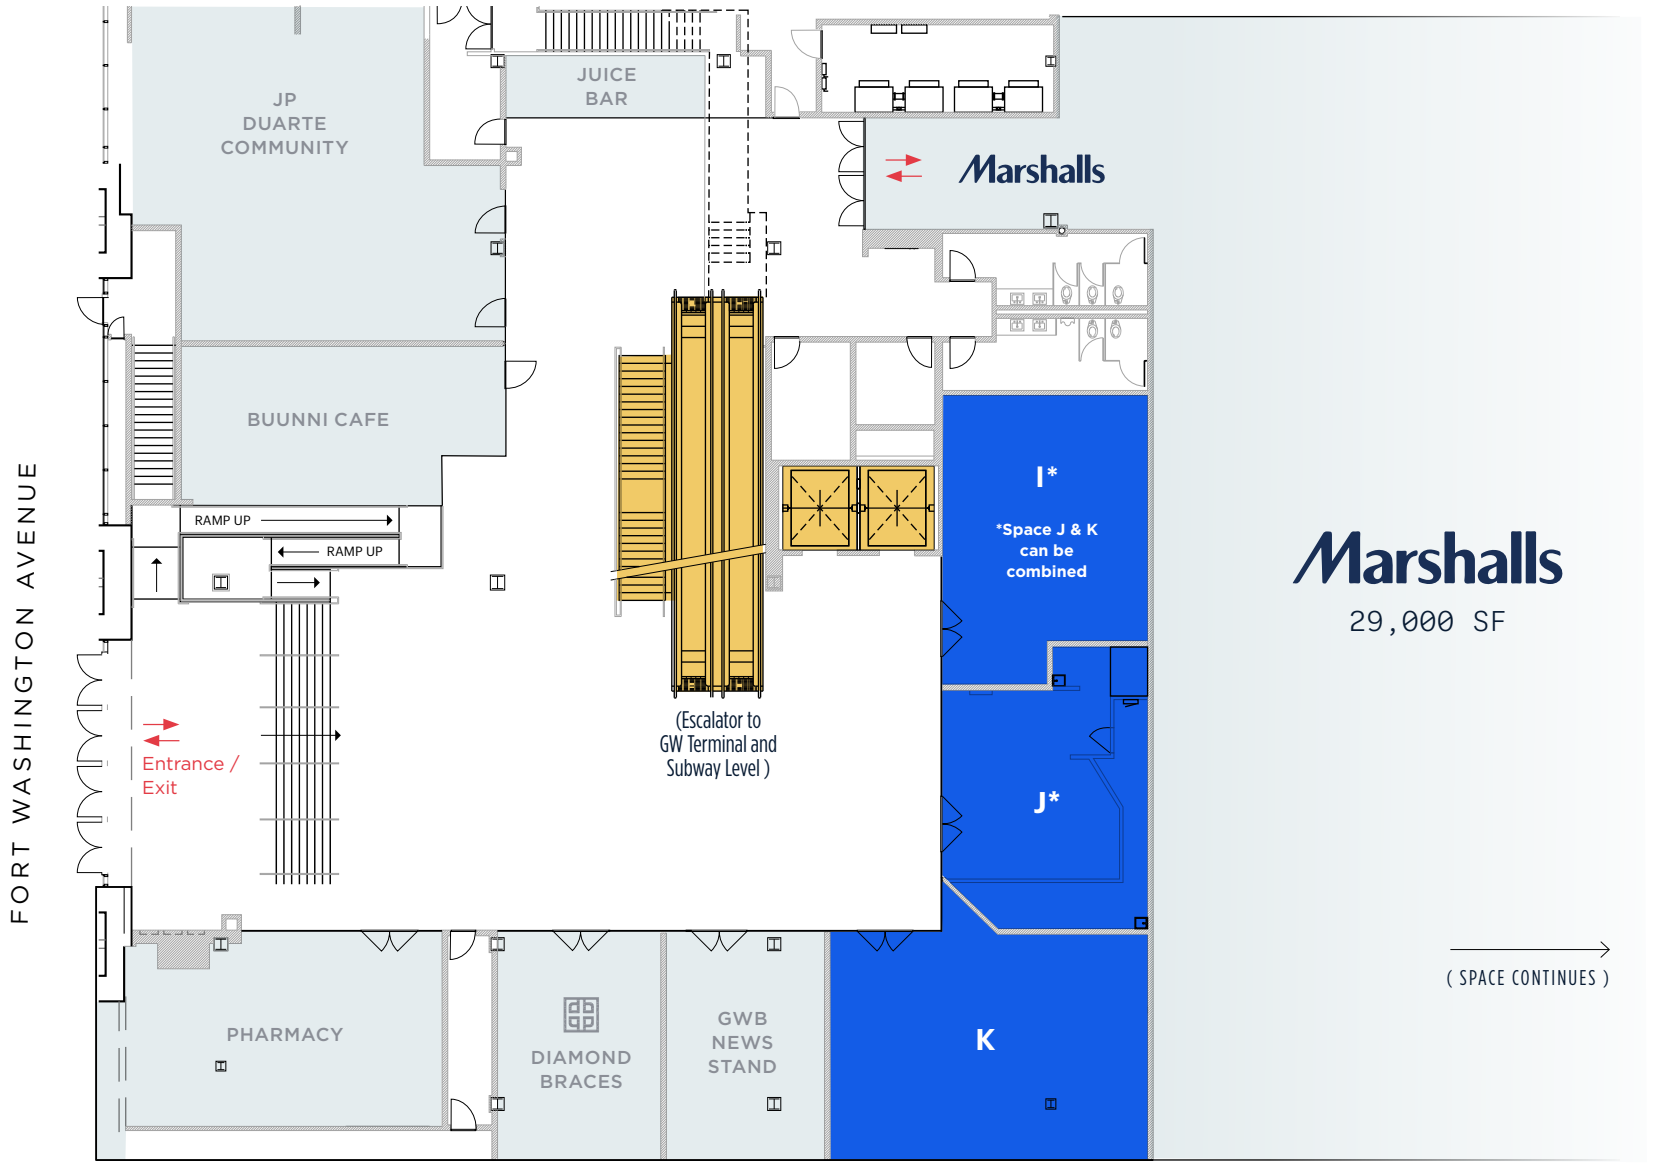 JUICE
BAR
JP
DUARTE
COMMUNITY
Marshalls
BUUNNI CAFE
FORT WASHINGTON AVENUE
RAMP UP
RAMP UP
I*
*Space J & K
can be
combined
Marshalls
29,000 SF
(Escalator to
GW Terminal and
Subway Level )
Entrance /
Exit
J*
( SPACE CONTINUES )
PHARMACY
DIAMOND
BRACES
GWB
NEWS
STAND
K